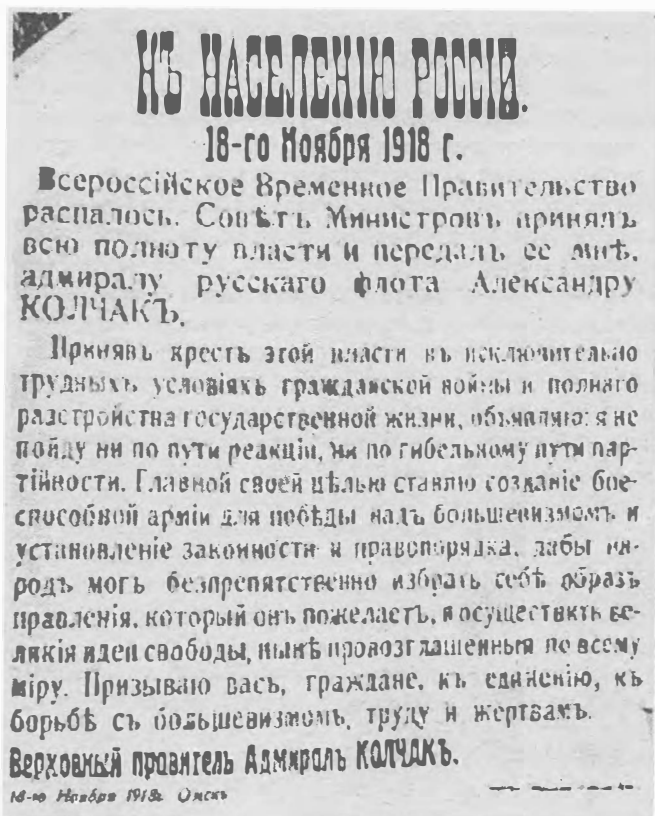 КЪ НАСЕЛЕНІЮ РОССІИ.
18-го Ноября 1918 г.
Всероссійское Временное Правительство
распалось. Совѣтъ Министровъ принялъ
всю полноту власти и передалъ ее мнѣ,
адмиралу русскаго флота Александру
КОЛЧАКЪ.
Принявъ крестъ этой власти въ исключительно
трудныхъ условіяхъ гражданской войны и полнаго
разстройства государственной жизни, объявляю: я не
пойду ни по пути реакціи, ни по гибельному пути пар-
тійности. Главной своей цѣлью ставлю созданіе бое-
способной арміи для побѣды надъ большевизмомъ и
установленіе законности и правопорядка, дабы на-
родъ могъ безпрепятственно избрать себѣ образъ
правленія, который онъ пожелаетъ, и осуществить ве-
ликія идеи свободы, нынѣ провозглашенныя по всему
міру. Призываю васъ, граждане, къ единенію, къ
борьбѣ съ большевизмомъ, труду и жертвамъ.
Верховный правитель Адмиралъ КОЛЧАКЪ.
18-го Ноября 1918г. Омскъ